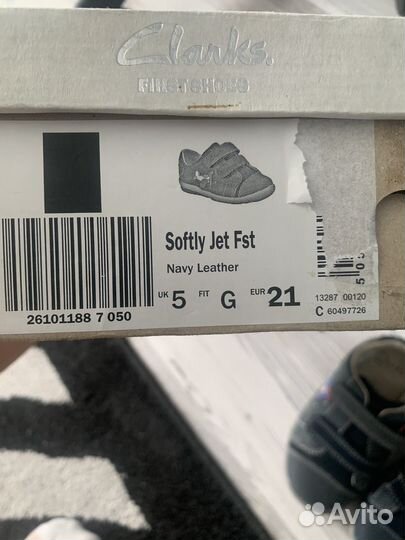 Clarks.
FIRST SHOES
Softly Jet Fst
Navy Leather
UK 5 FIT G EUR 21
26101188 7 050
13287 00120
C 60497726
Avito